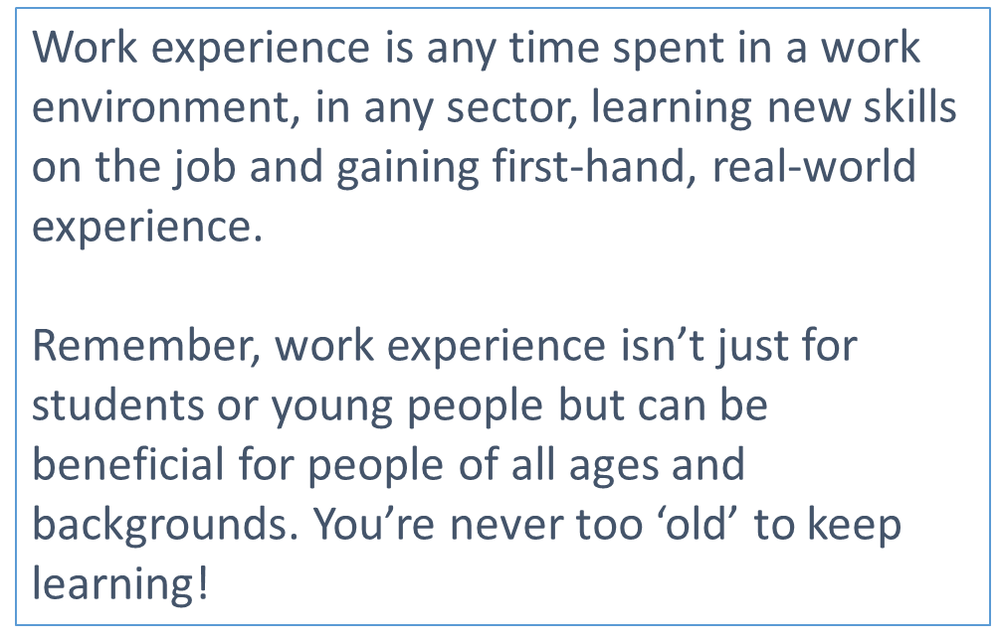 Work experience is any time spent in a work
environment, in any sector, learning new skills
on the job and gaining first-hand, real-world
experience.
Remember, work experience isn’t just for
students or young people but can be
beneficial for people of all ages and
backgrounds. You’re never too ‘old’ to keep
learning!